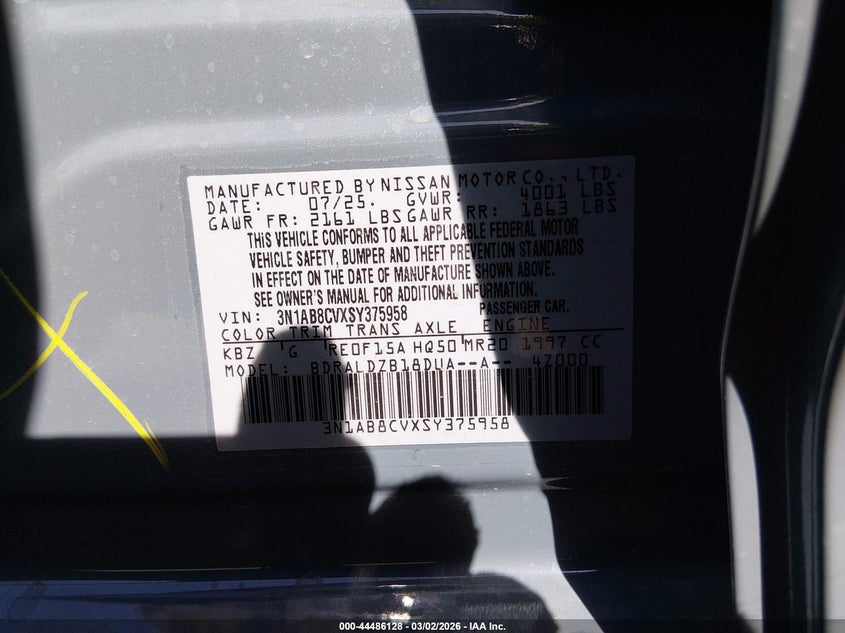 MANUFACTURED BY NISSAN MOTOR CO., LTD.
DATE: 07/25. GVWR: 4001 LBS
GAWR FR: 2161 LBS GAWR RR: 1863 LBS
THIS VEHICLE CONFORMS TO ALL APPLICABLE FEDERAL MOTOR
VEHICLE SAFETY, BUMPER AND THEFT PREVENTION STANDARDS
IN EFFECT ON THE DATE OF MANUFACTURE SHOWN ABOVE.
SEE OWNER'S MANUAL FOR ADDITIONAL INFORMATION.
VIN: 3N1AB8CVXSY375958 PASSENGER CAR.
COLOR TRIM TRANS AXLE ENGINE
KBZ G RE0F15A HQ50 MR20 1997 CC
MODEL: BDRALDZB18DUA--A-- 42000
3N1AB8CVXSY375958
000-44486128 - 03/02/2026 - IAA Inc.